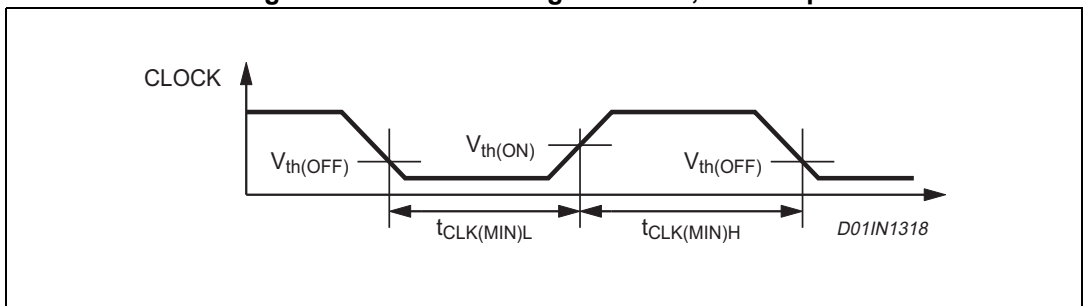 CLOCK
Vth(OFF)
Vth(ON)
Vth(OFF)
tCLK(MIN)L
tCLK(MIN)H
D01IN1318